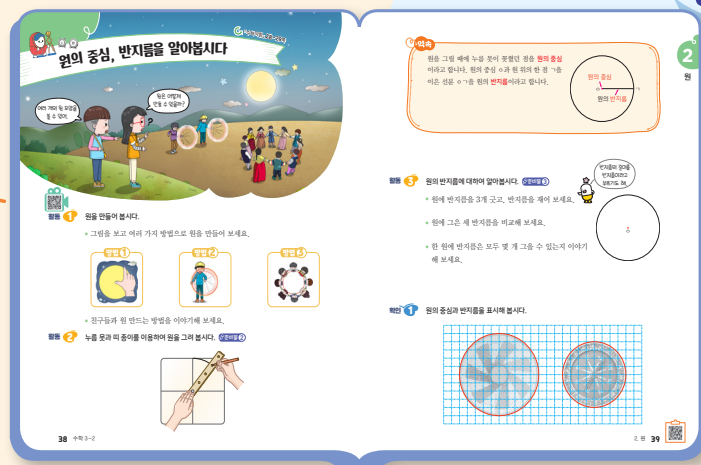 원의 중심, 반지름을 알아봅시다
여러 가지 원 모양을
볼 수 있어.
원은 어떻게
만들 수 있을까?
활동 1 원을 만들어 봅시다.
그림을 보고 여러 가지 방법으로 원을 만들어 보세요.
방법 1
방법 2
방법 3
친구들과 원 만드는 방법을 이야기해 보세요.
활동 2 누름 못과 띠 종이를 이용하여 원을 그려 봅시다. 준비물 2
38 수학 3-2
약속
원을 그릴 때에 누름 못이 꽂혔던 점을 원의 중심
이라고 합니다. 원의 중심 ㅇ과 원 위의 한 점 ㄱ을
이은 선분 ㅇㄱ을 원의 반지름이라고 합니다.
원의 중심
ㅇ
ㄱ
원의 반지름
2
원
활동 3 원의 반지름에 대하여 알아봅시다. 준비물 3
원에 반지름을 3개 긋고, 반지름을 재어 보세요.
원에 그은 세 반지름을 비교해 보세요.
한 원에 반지름은 모두 몇 개 그을 수 있는지 이야기
해 보세요.
반지름의 길이를
반지름이라고
부르기도 해.
ㅇ
확인 1 원의 중심과 반지름을 표시해 봅시다.
2. 원 39